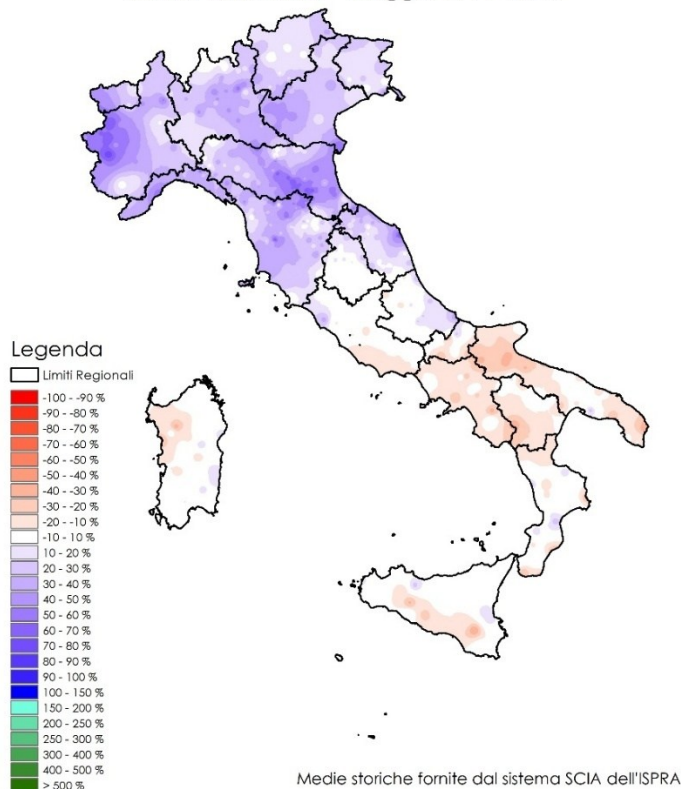 Legenda
Limiti Regionali
-100 - -90 %
-90 - -80 %
-80 - -70 %
-70 - -60 %
-60 - -50 %
-50 - -40 %
-40 - -30 %
-30 - -20 %
-20 - -10 %
-10 - 10 %
10 - 20 %
20 - 30 %
30 - 40 %
40 - 50 %
50 - 60 %
60 - 70 %
70 - 80 %
80 - 90 %
90 - 100 %
100 - 150 %
150 - 200 %
200 - 250 %
250 - 300 %
300 - 400 %
400 - 500 %
> 500 %
Medie storiche fornite dal sistema SCIA dell'ISPRA